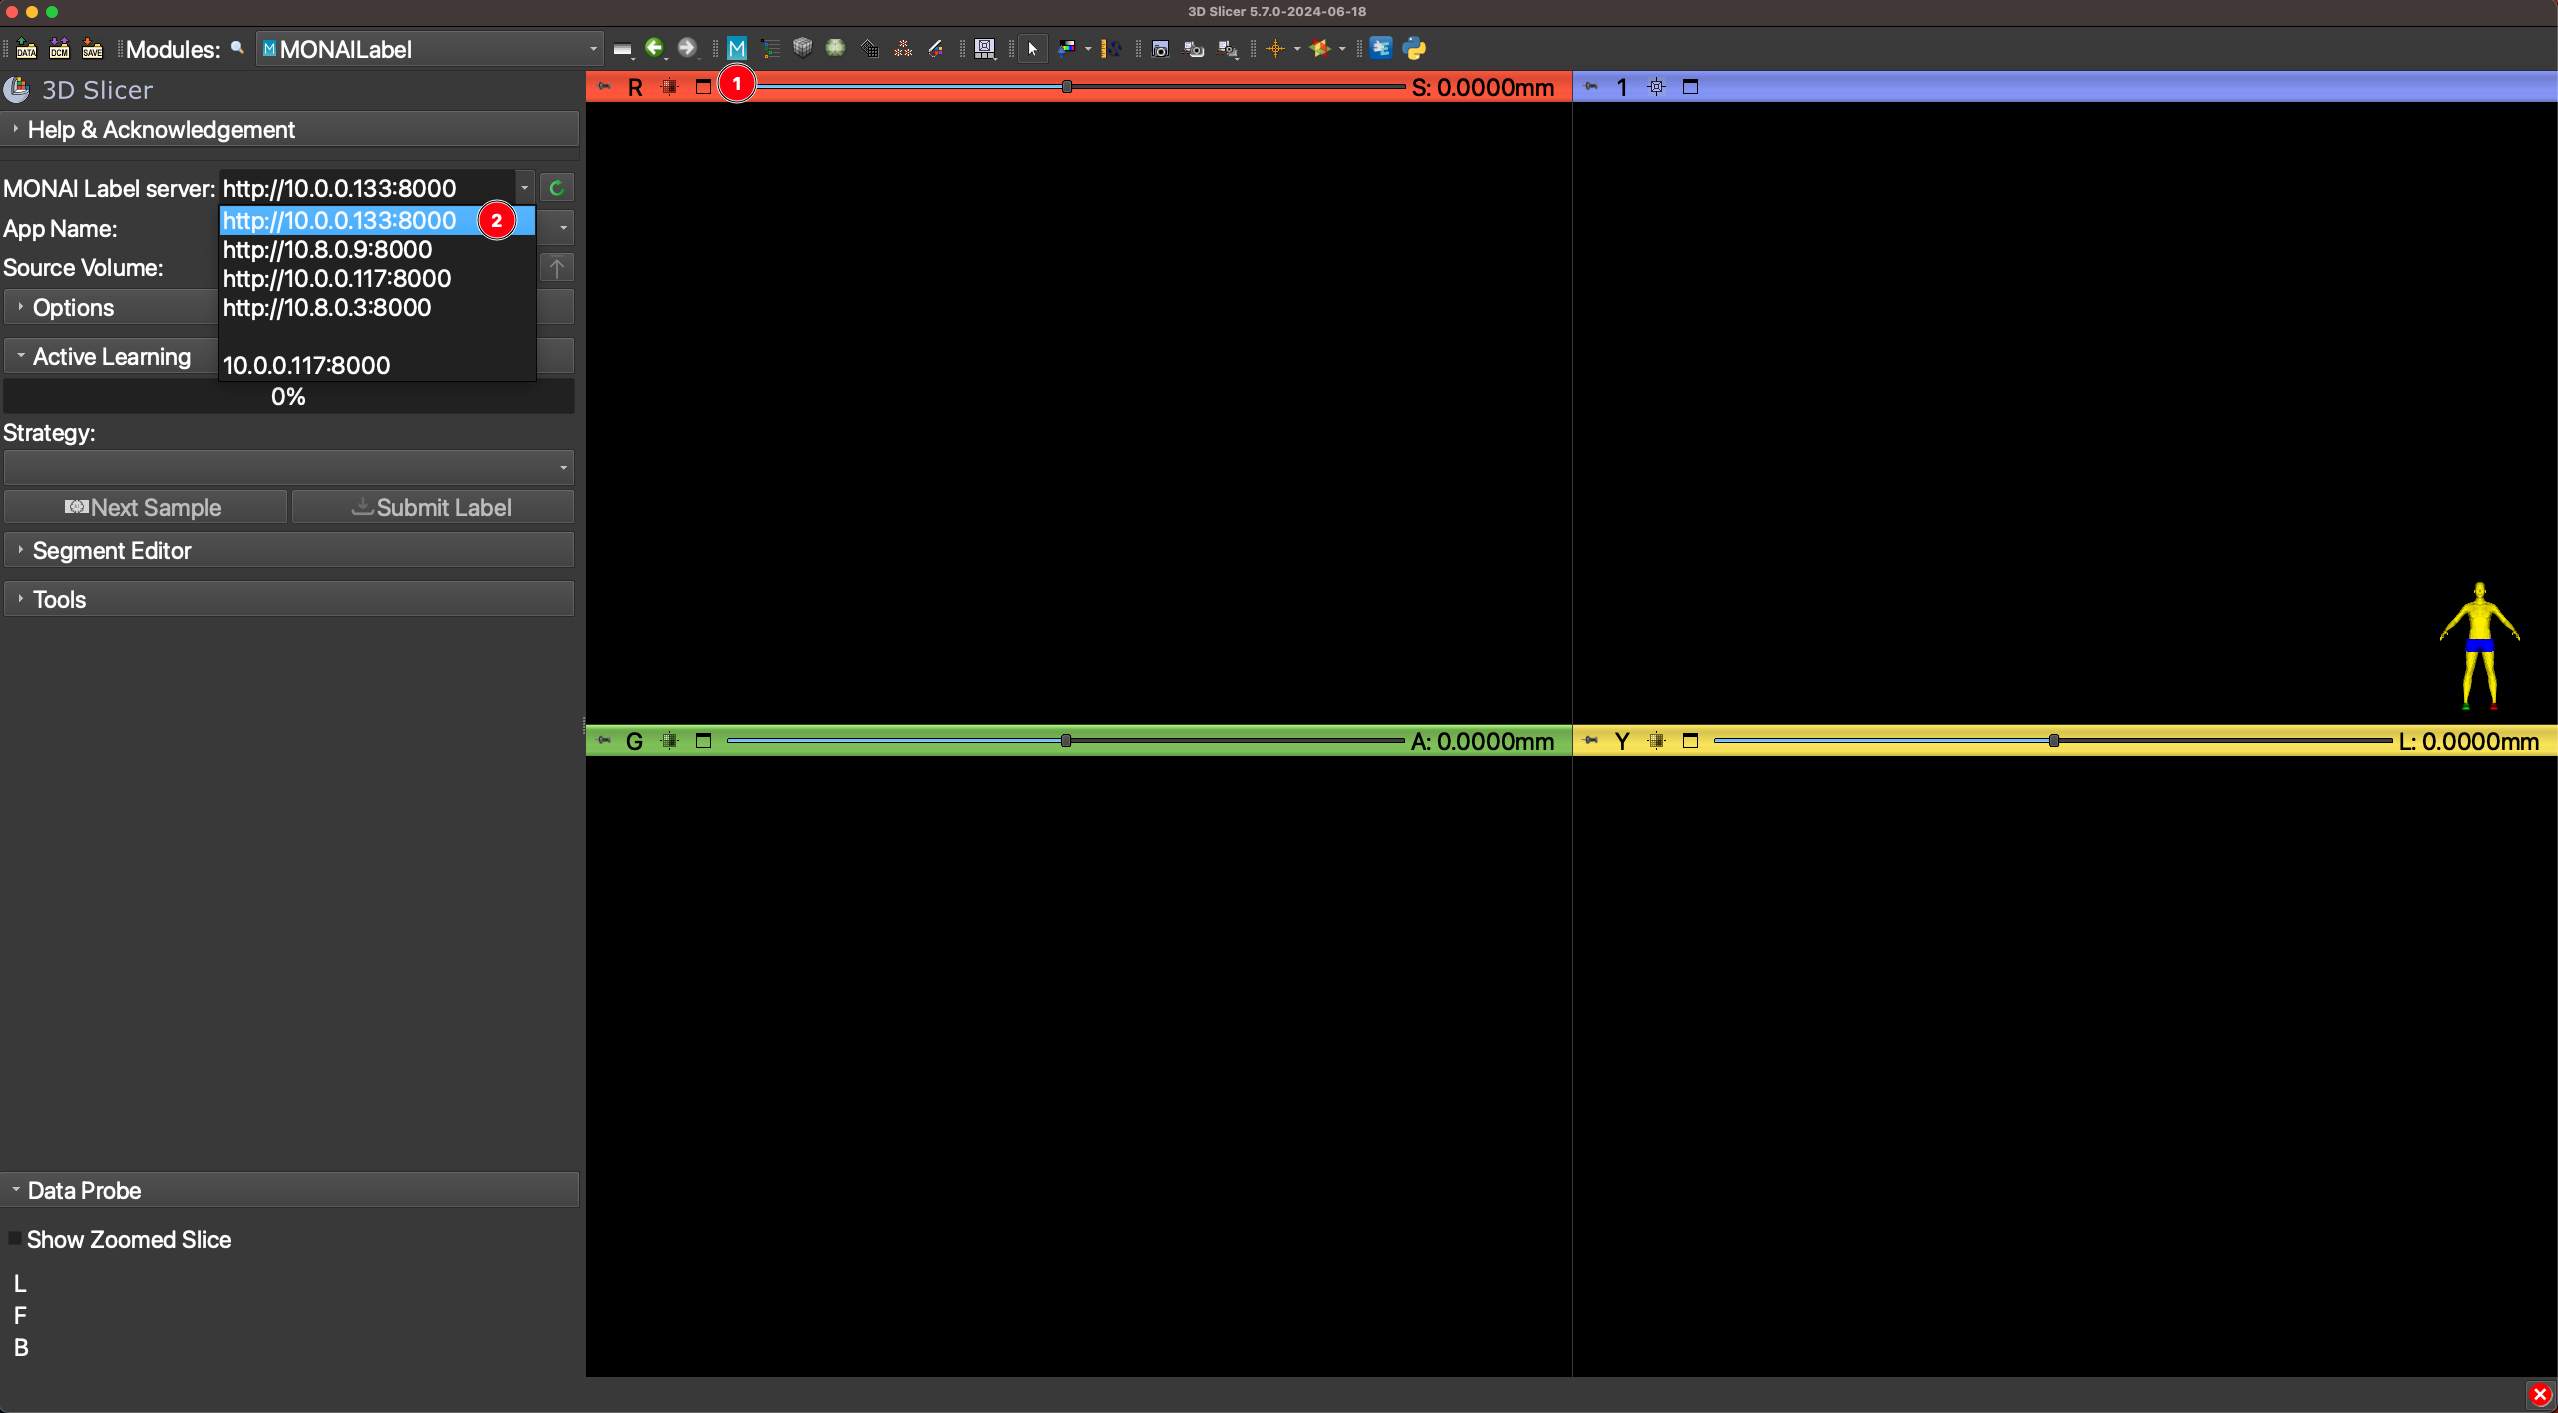 3D Slicer 5.7.0-2024-06-18
DATA DCM SAVE Modules: M MONAILabel M
3D Slicer
Help & Acknowledgement
MONAI Label server: http://10.0.0.133:8000
http://10.0.0.133:8000 2
App Name:
http://10.8.0.9:8000
Source Volume:
http://10.0.0.117:8000
Options
http://10.8.0.3:8000
Active Learning
10.0.0.117:8000
0%
Strategy:
Next Sample Submit Label
Segment Editor
Tools
Data Probe
Show Zoomed Slice
L
F
B
R 1 S: 0.0000mm
1
G A: 0.0000mm
Y L: 0.0000mm